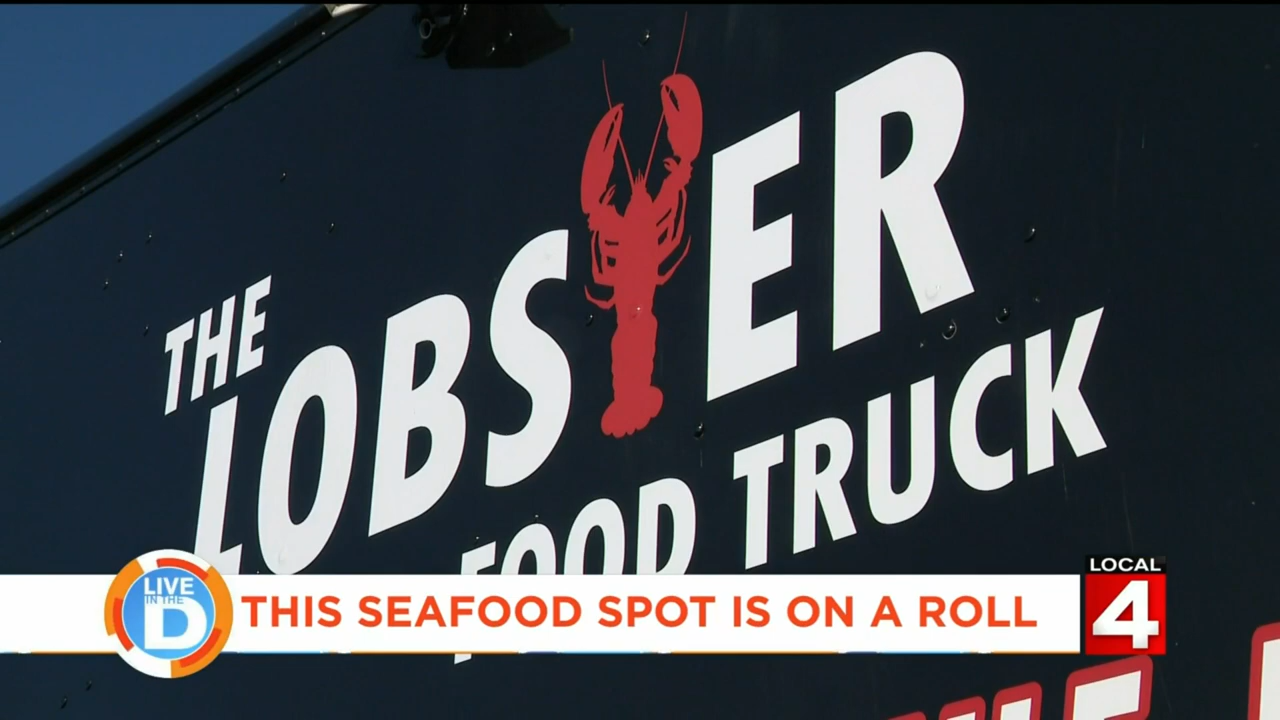 THE
LOBSTER
FOOD TRUCK
LIVE
IN THE
D
THIS SEAFOOD SPOT IS ON A ROLL
LOCAL
4